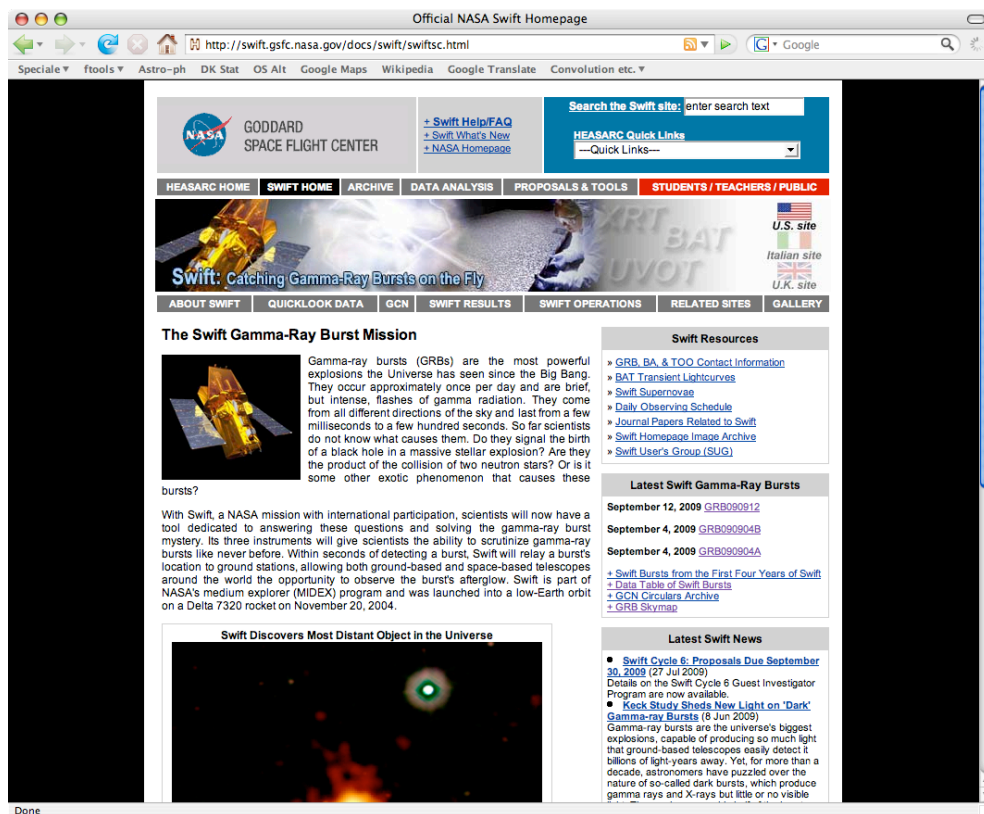 Official NASA Swift Homepage
http://swift.gsfc.nasa.gov/docs/swift/swiftsc.html
G Google
Speciale ftools Astro-ph DK Stat OS Alt Google Maps Wikipedia Google Translate Convolution etc.
NASA
GODDARD
SPACE FLIGHT CENTER
+ Swift Help/FAQ
+ Swift What's New
+ NASA Homepage
Search the Swift site: enter search text
HEASARC Quick Links
---Quick Links---
HEASARC HOME SWIFT HOME ARCHIVE DATA ANALYSIS PROPOSALS & TOOLS STUDENTS / TEACHERS / PUBLIC
Swift: Catching Gamma-Ray Bursts on the Fly
XRT
BAT
UVOT
U.S. site
Italian site
U.K. site
ABOUT SWIFT QUICKLOOK DATA GCN SWIFT RESULTS SWIFT OPERATIONS RELATED SITES GALLERY
The Swift Gamma-Ray Burst Mission
Gamma-ray bursts (GRBs) are the most powerful
explosions the Universe has seen since the Big Bang.
They occur approximately once per day and are brief,
but intense, flashes of gamma radiation. They come
from all different directions of the sky and last from a few
milliseconds to a few hundred seconds. So far scientists
do not know what causes them. Do they signal the birth
of a black hole in a massive stellar explosion? Are they
the product of the collision of two neutron stars? Or is it
some other exotic phenomenon that causes these
bursts?
With Swift, a NASA mission with international participation, scientists will now have a
tool dedicated to answering these questions and solving the gamma-ray burst
mystery. Its three instruments will give scientists the ability to scrutinize gamma-ray
bursts like never before. Within seconds of detecting a burst, Swift will relay a burst's
location to ground stations, allowing both ground-based and space-based telescopes
around the world the opportunity to observe the burst's afterglow. Swift is part of
NASA's medium explorer (MIDEX) program and was launched into a low-Earth orbit
on a Delta 7320 rocket on November 20, 2004.
Swift Discovers Most Distant Object in the Universe
Swift Resources
» GRB, BA, & TOO Contact Information
» BAT Transient Lightcurves
» Swift Supernovae
» Daily Observing Schedule
» Journal Papers Related to Swift
» Swift Homepage Image Archive
» Swift User's Group (SUG)
Latest Swift Gamma-Ray Bursts
September 12, 2009 GRB090912
September 4, 2009 GRB090904B
September 4, 2009 GRB090904A
+ Swift Bursts from the First Four Years of Swift
+ Data Table of Swift Bursts
+ GCN Circulars Archive
+ GRB Skymap
Latest Swift News
• Swift Cycle 6: Proposals Due September
30, 2009 (27 Jul 2009)
Details on the Swift Cycle 6 Guest Investigator
Program are now available.
• Keck Study Sheds New Light on 'Dark'
Gamma-ray Bursts (8 Jun 2009)
Gamma-ray bursts are the universe's biggest
explosions, capable of producing so much light
that ground-based telescopes easily detect it
billions of light-years away. Yet, for more than a
decade, astronomers have puzzled over the
nature of so-called dark bursts, which produce
gamma rays and X-rays but little or no visible
Done